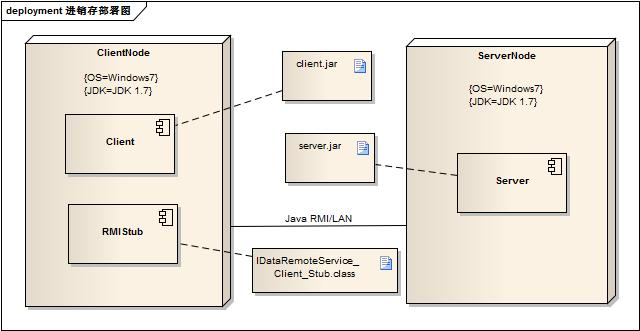 deployment 进销存部署图
ClientNode
{OS=Windows7}
{JDK=JDK 1.7}
Client
RMIStub
client.jar
server.jar
Java RMI/LAN
IDataRemoteService_
Client_Stub.class
ServerNode
{OS=Windows7}
{JDK=JDK 1.7}
Server